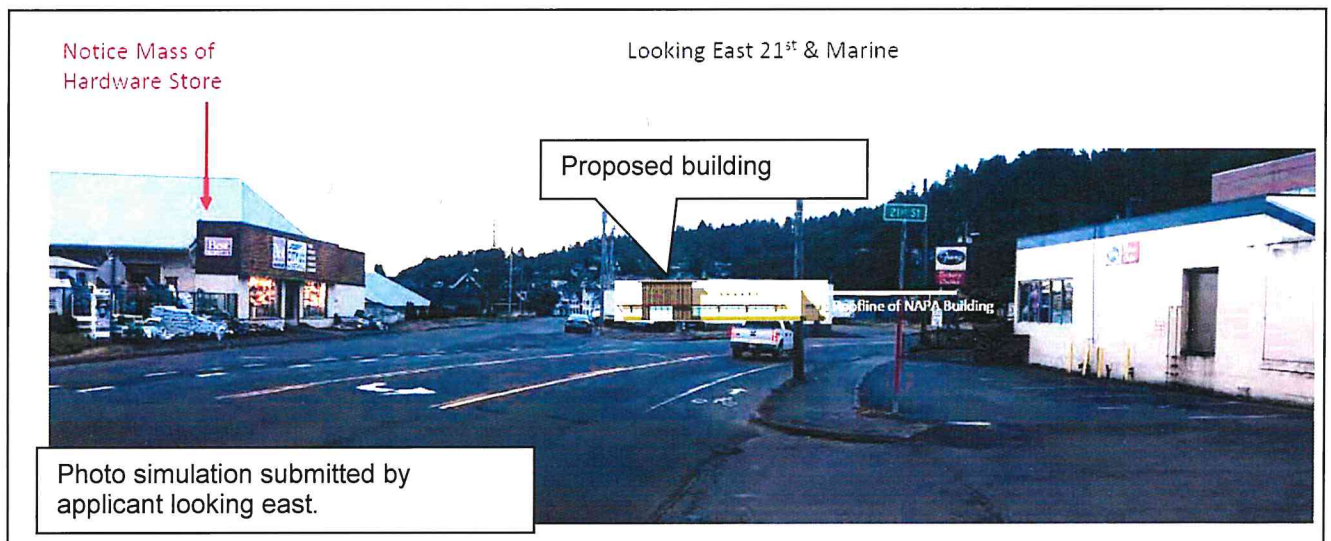 Notice Mass of
Hardware Store
Looking East 21st & Marine
Proposed building
21st St
Roofline of NAPA Building
Photo simulation submitted by
applicant looking east.